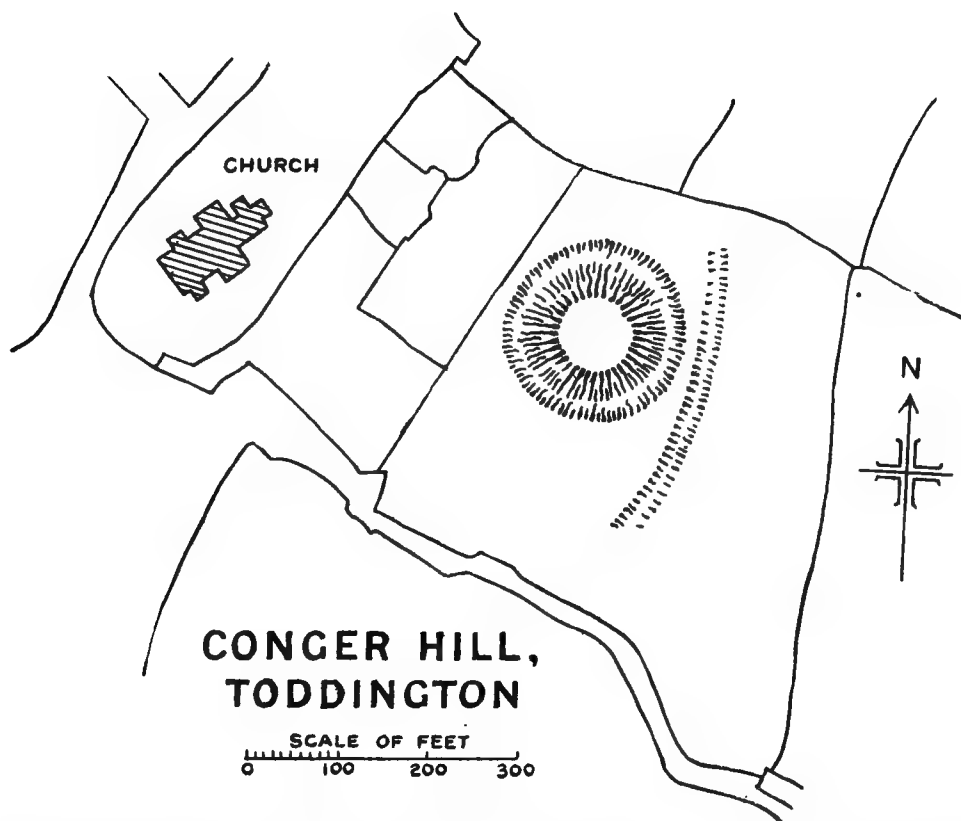 CHURCH
N
CONGER HILL,
TODDINGTON
SCALE OF FEET
0 100 200 300